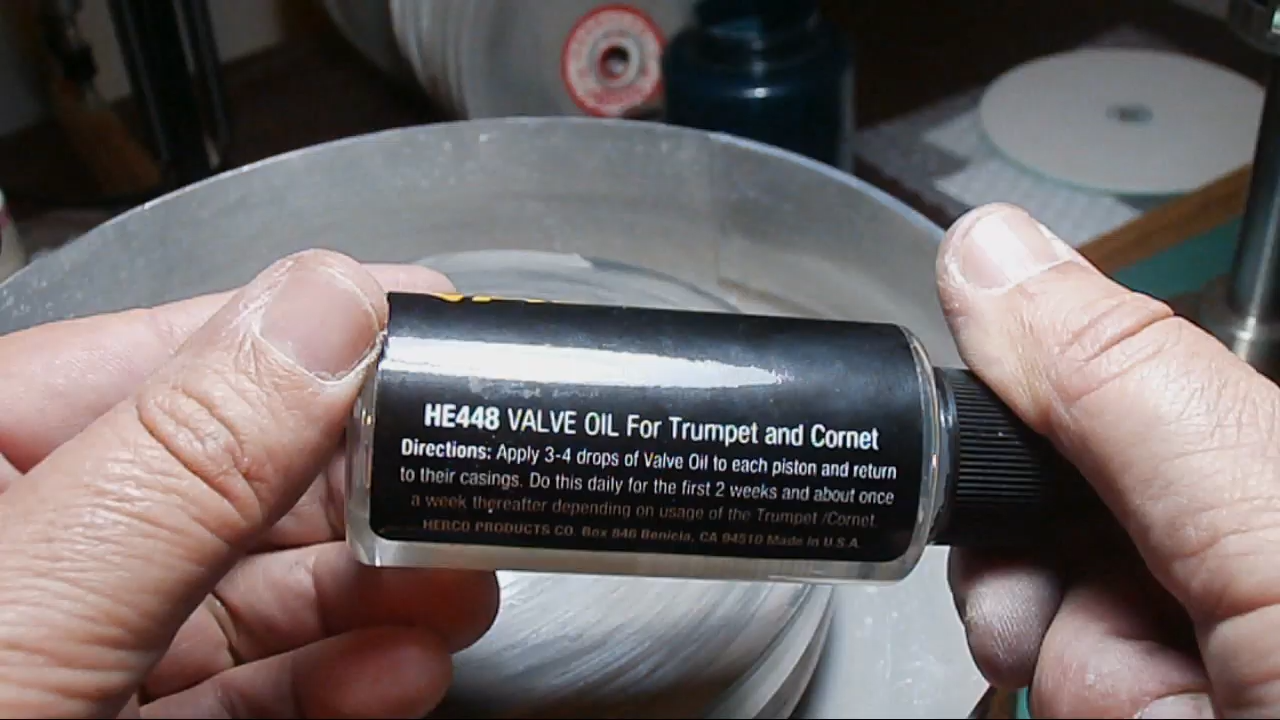 HE448 VALVE OIL For Trumpet and Cornet
Directions: Apply 3-4 drops of Valve Oil to each piston and return
to their casings. Do this daily for the first 2 weeks and about once
a week thereafter depending on usage of the Trumpet /Cornet.
HERCO PRODUCTS CO. Box 846 Benicia, CA 94510 Made in U.S.A.